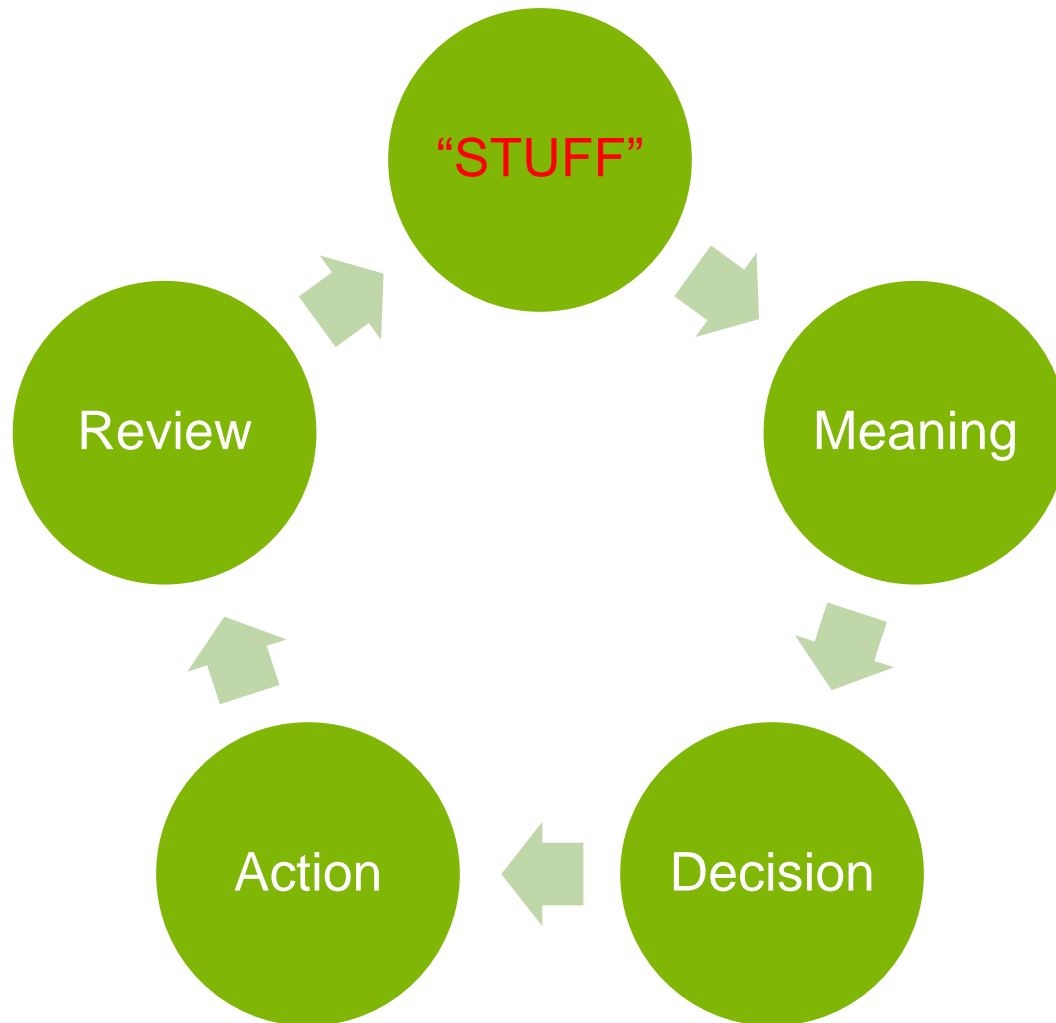 “STUFF”
Meaning
Decision
Action
Review